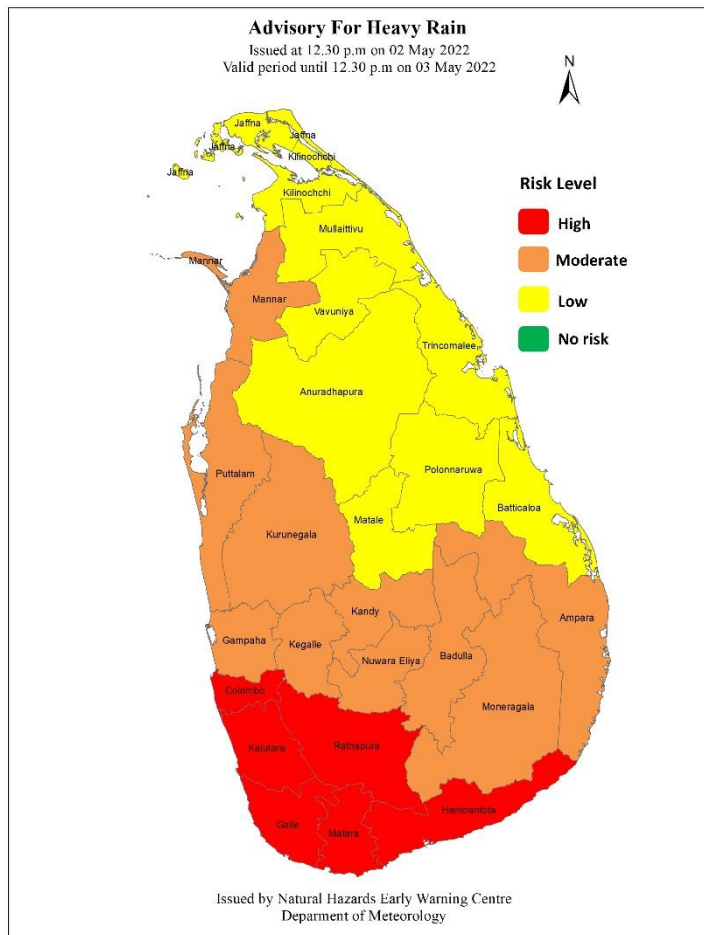 Advisory For Heavy Rain
Issued at 12.30 p.m on 02 May 2022
Valid period until 12.30 p.m on 03 May 2022
N
Jaffna
Jaffna
Jaffna
Kilinochchi
Jaffna
Kilinochchi
Risk Level
High
Mullaittivu
Moderate
Mannar
Mannar
Low
Vavuniya
No risk
Trincomalee
Anuradhapura
Puttalam
Polonnaruwa
Batticaloa
Matale
Kurunegala
Kandy
Ampara
Gampaha
Kegalle
Nuwara Eliya
Badulla
Colombo
Moneragala
Kalutara
Ratnapura
Hambantota
Galle
Matara
Issued by Natural Hazards Early Warning Centre
Deparment of Meteorology